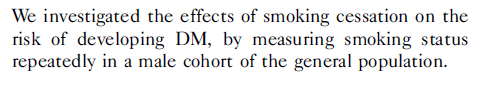 We investigated the effects of smoking cessation on the
risk of developing DM, by measuring smoking status
repeatedly in a male cohort of the general population.